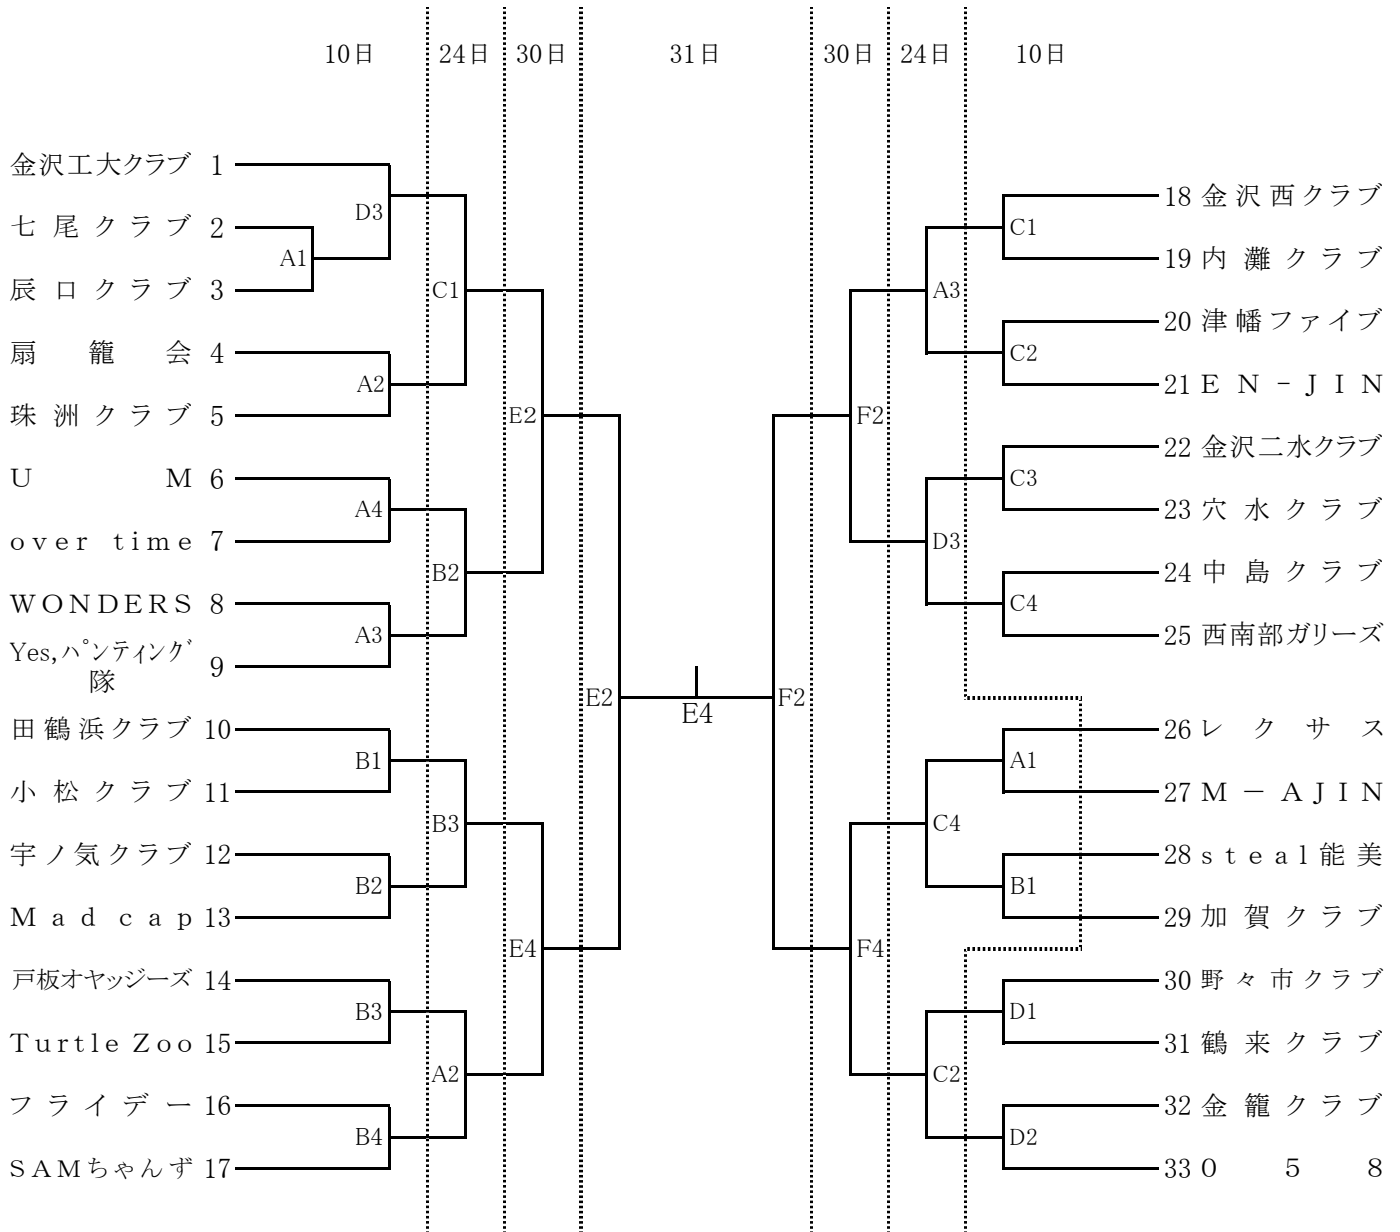 10日 24日 30日 31日 30日 24日 10日
金沢工大クラブ 1
18 金沢西クラブ
D3
七尾クラブ 2
C1
A1
19 内灘クラブ
辰口クラブ 3
C1
A3
20 津幡ファイブ
扇籠会 4
C2
A2
21 EN-JIN
珠洲クラブ 5
E2
F2
22 金沢二水クラブ
UM 6
C3
A4
23 穴水クラブ
over time 7
D3
B2
24 中島クラブ
WONDERS 8
C4
A3
25 西南部ガリーズ
Yes,パンティング
隊 9
E2
F2
E4
田鶴浜クラブ 10
26 レクサス
B1
A1
小松クラブ 11
27 M－AJIN
B3
C4
宇ノ気クラブ 12
28 steal能美
B2
B1
Mad cap 13
29 加賀クラブ
E4
F4
戸板オヤッジーズ 14
30 野々市クラブ
B3
D1
Turtle Zoo 15
31 鶴来クラブ
A2
C2
フライデー 16
32 金籠クラブ
B4
D2
SAMちゃんず 17
33 058